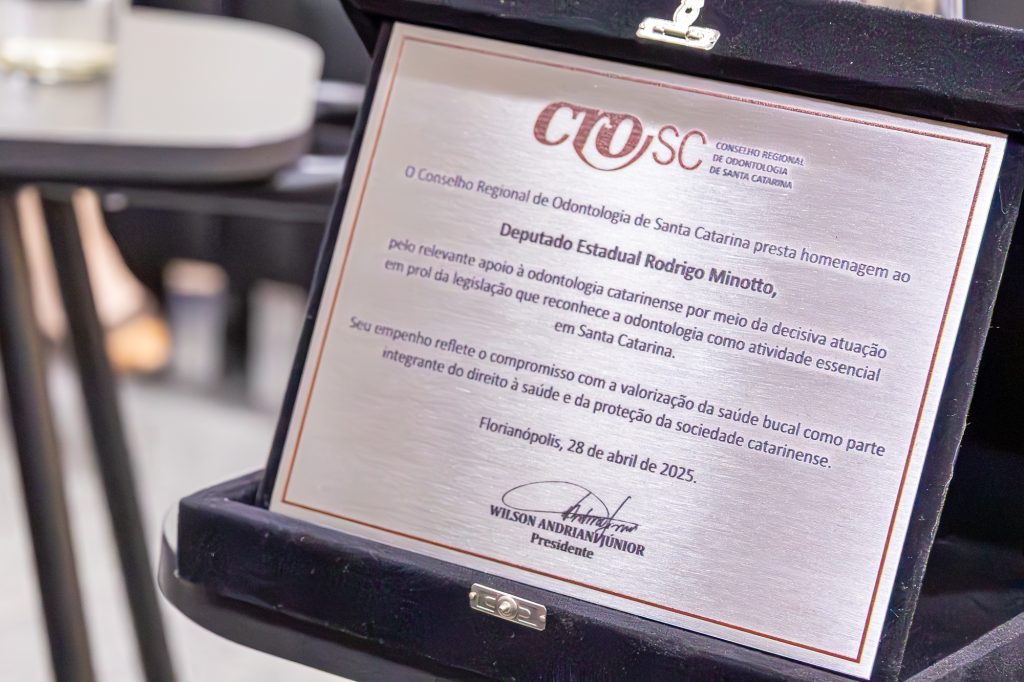 CROSC
CONSELHO REGIONAL
DE ODONTOLOGIA
DE SANTA CATARINA
O Conselho Regional de Odontologia de Santa Catarina presta homenagem ao
Deputado Estadual Rodrigo Minotto,
pelo relevante apoio à odontologia catarinense por meio da decisiva atuação
em prol da legislação que reconhece a odontologia como atividade essencial
em Santa Catarina.
Seu empenho reflete o compromisso com a valorização da saúde bucal como parte
integrante do direito à saúde e da proteção da sociedade catarinense.
Florianópolis, 28 de abril de 2025.
WILSON ANDRIANI JÚNIOR
Presidente